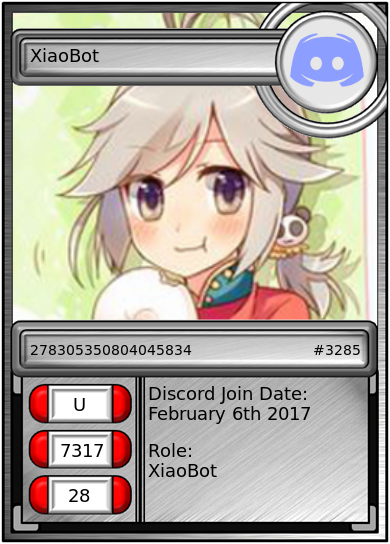 XiaoBot
278305350804045834 #3285
U
7317
28
Discord Join Date:
February 6th 2017
Role:
XiaoBot